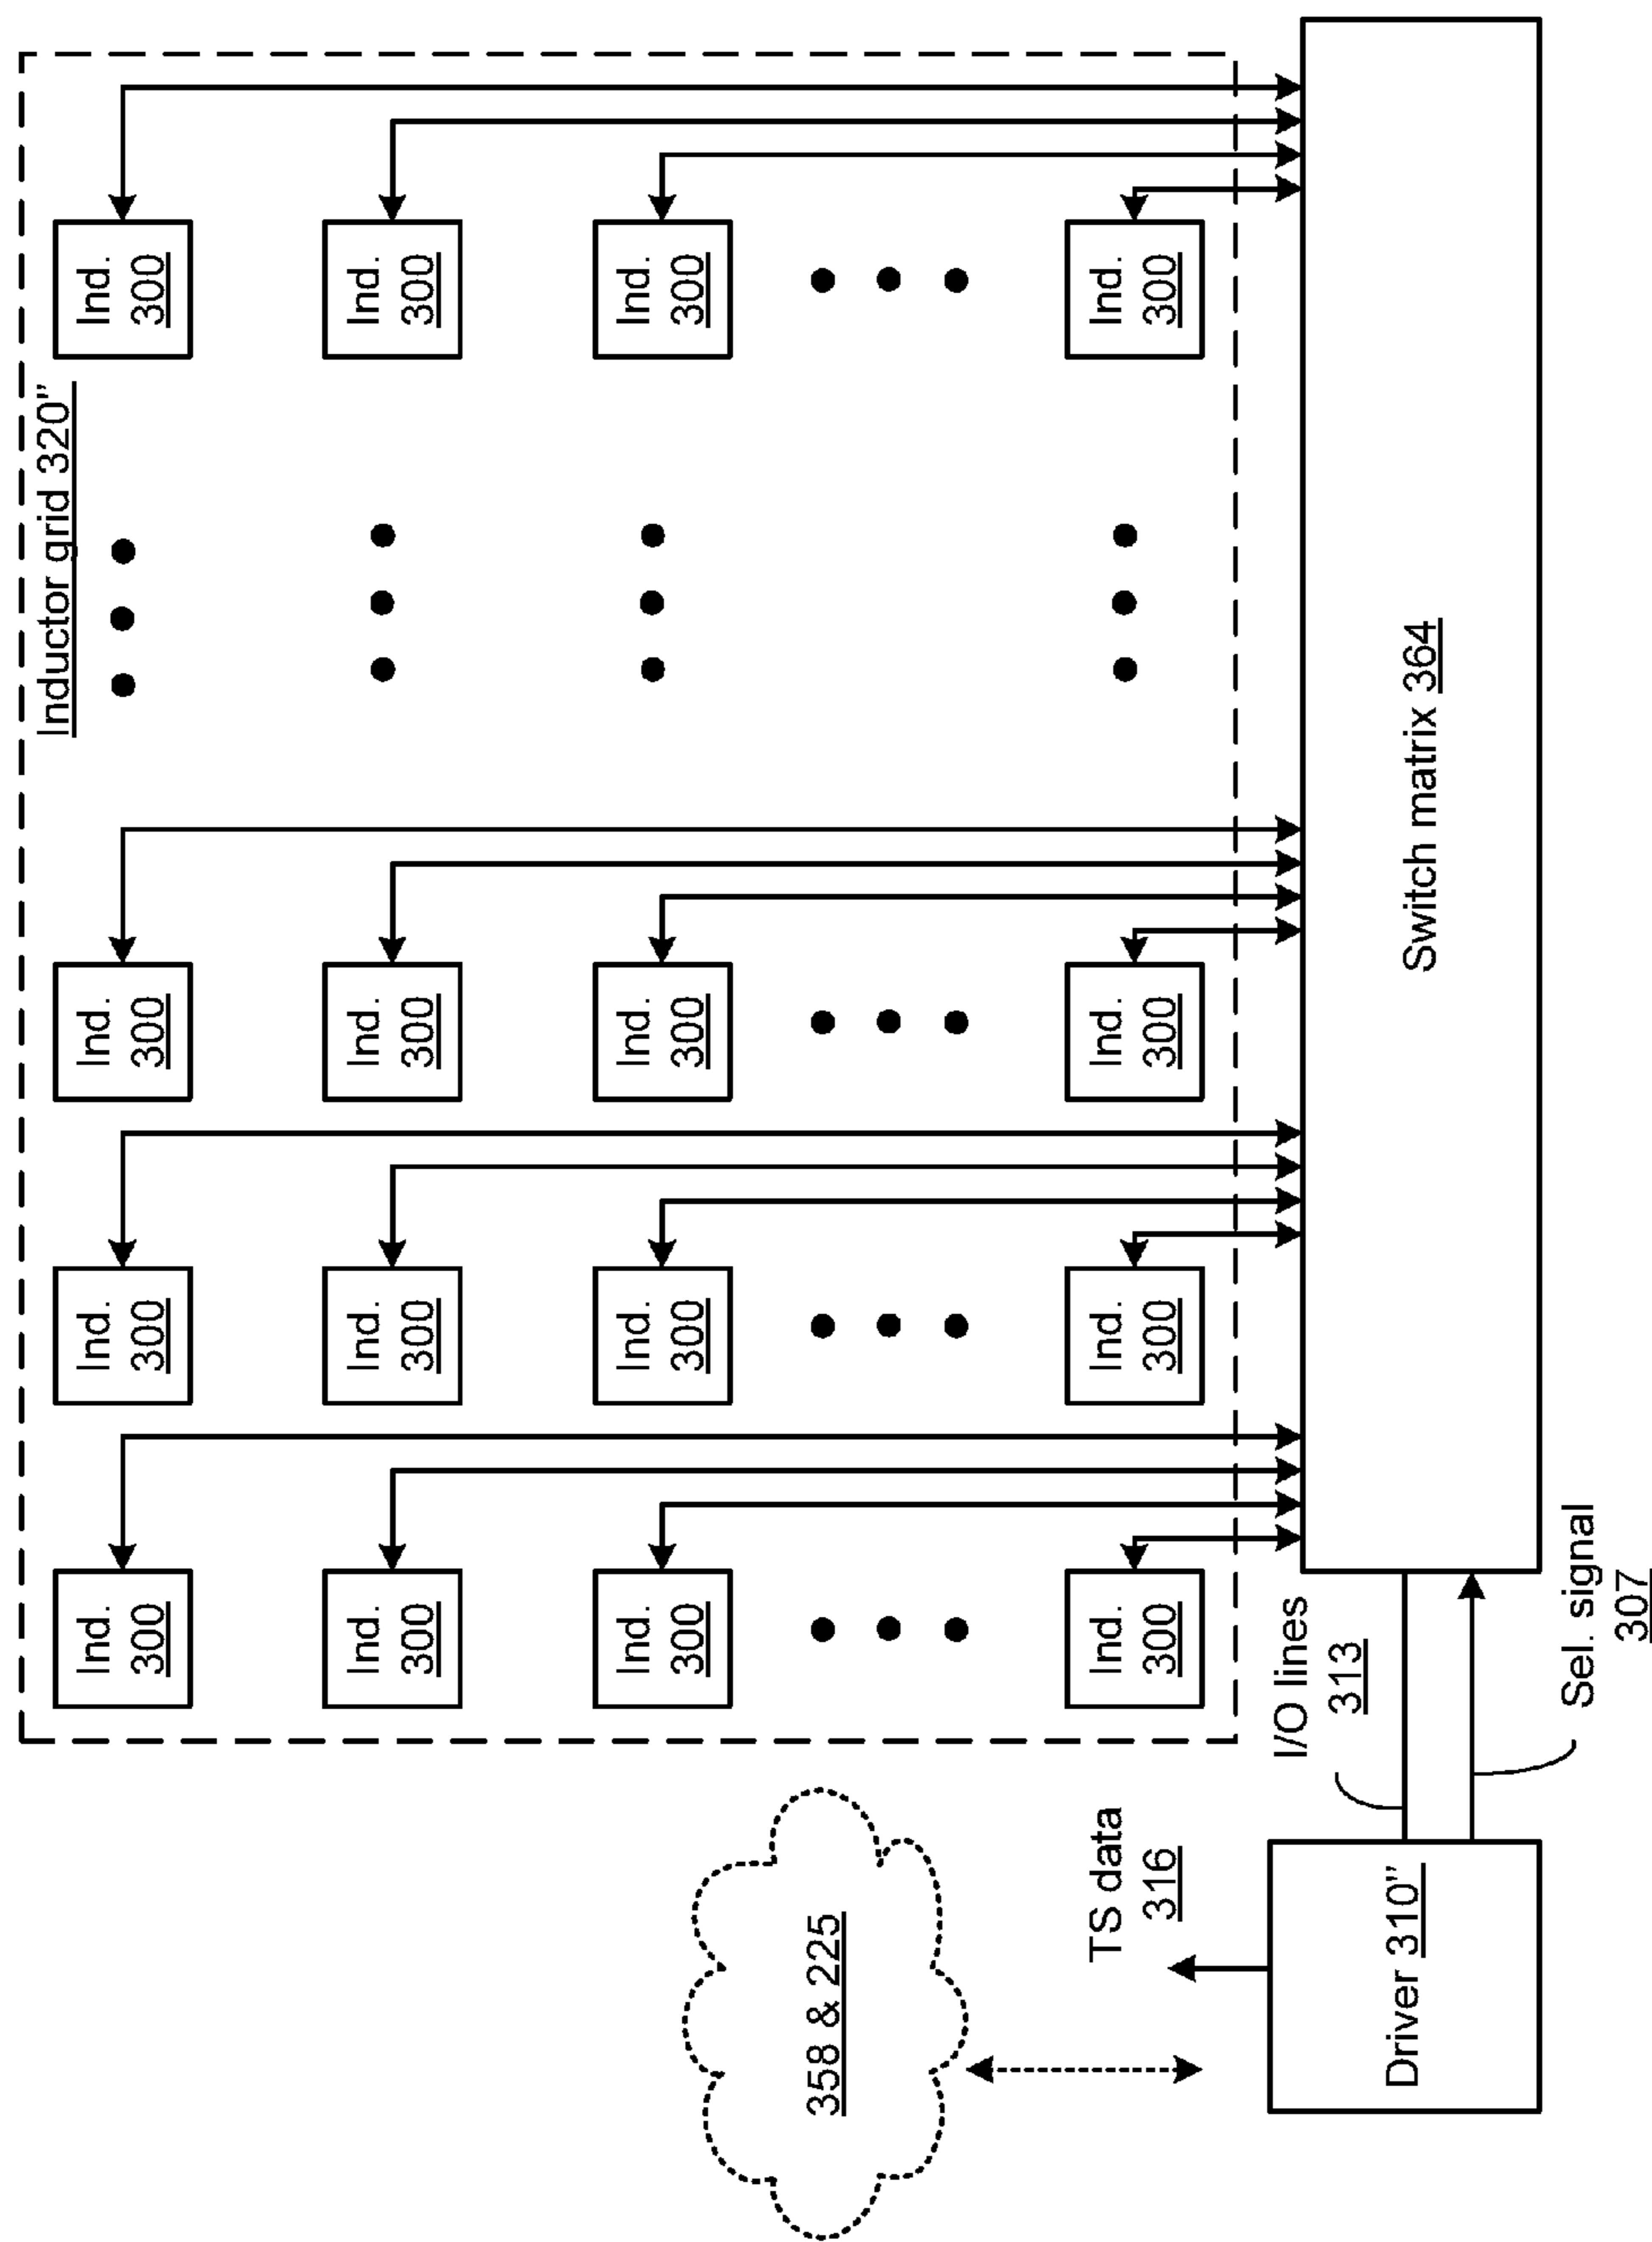 Inductor grid 320"
Ind.
300
Ind.
300
Ind.
300
Ind.
300
Ind.
300
Ind.
300
Ind.
300
Ind.
300
Ind.
300
Ind.
300
Ind.
300
Ind.
300
Ind.
300
Ind.
300
Ind.
300
Ind.
300
358 & 225
TS data
316
I/O lines
313
Driver 310"
Switch matrix 364
Sel. signal
307